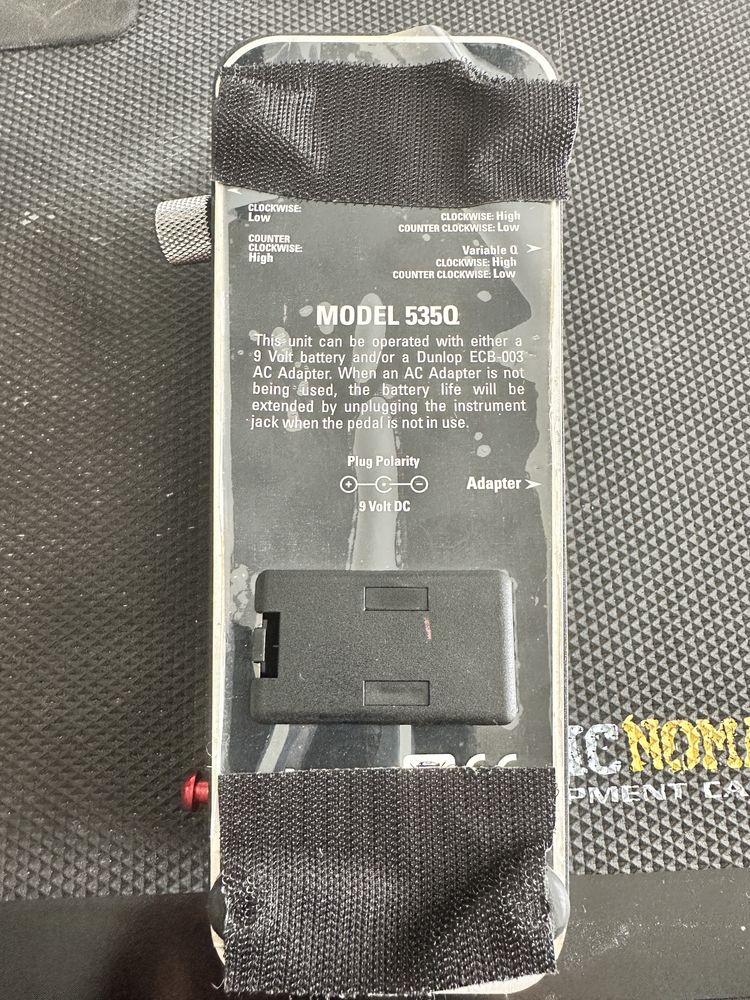 CLOCKWISE:
Low
COUNTER
CLOCKWISE:
High
CLOCKWISE: High
COUNTER CLOCKWISE: Low
Variable Q
CLOCKWISE: High
COUNTER CLOCKWISE: Low
MODEL 535Q
This unit can be operated with either a
9 Volt battery and/or a Dunlop ECB-003
AC Adapter. When an AC Adapter is not
being used, the battery life will be
extended by unplugging the instrument
jack when the pedal is not in use.
Plug Polarity
+ -
Adapter
9 Volt DC
CE
IC NOM
PMENT CA